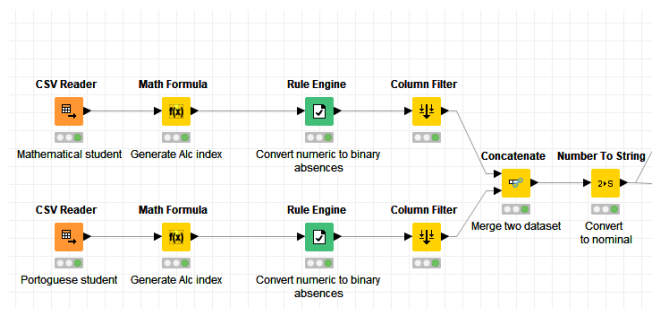 CSV Reader
Math Formula
Rule Engine
Column Filter
f(x)
Mathematical student
Generate Alc index
Convert numeric to binary
absences
Concatenate
Number To String
2▸S
Merge two dataset
Convert
to nominal
CSV Reader
Math Formula
Rule Engine
Column Filter
f(x)
Portoguese student
Generate Alc index
Convert numeric to binary
absences